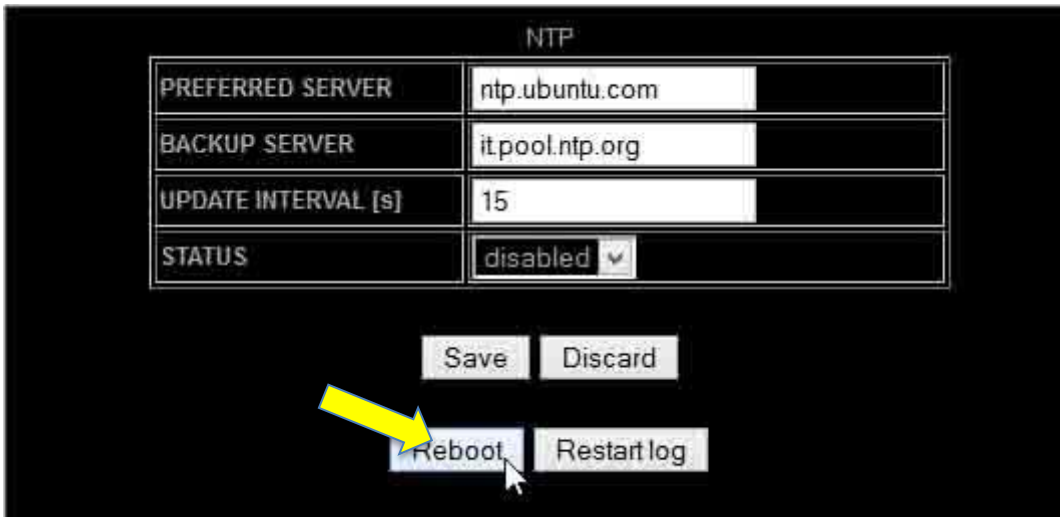 NTP
PREFERRED SERVER ntp.ubuntu.com
BACKUP SERVER it.pool.ntp.org
UPDATE INTERVAL [s] 15
STATUS disabled
Save Discard
Reboot Restart log